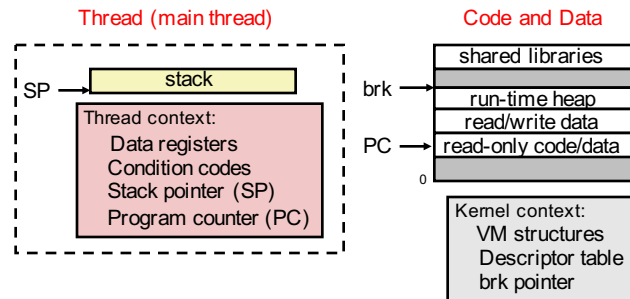 Thread (main thread)
Code and Data
stack
SP
Thread context:
Data registers
Condition codes
Stack pointer (SP)
Program counter (PC)
shared libraries
brk
run-time heap
read/write data
PC
read-only code/data
0
Kernel context:
VM structures
Descriptor table
brk pointer